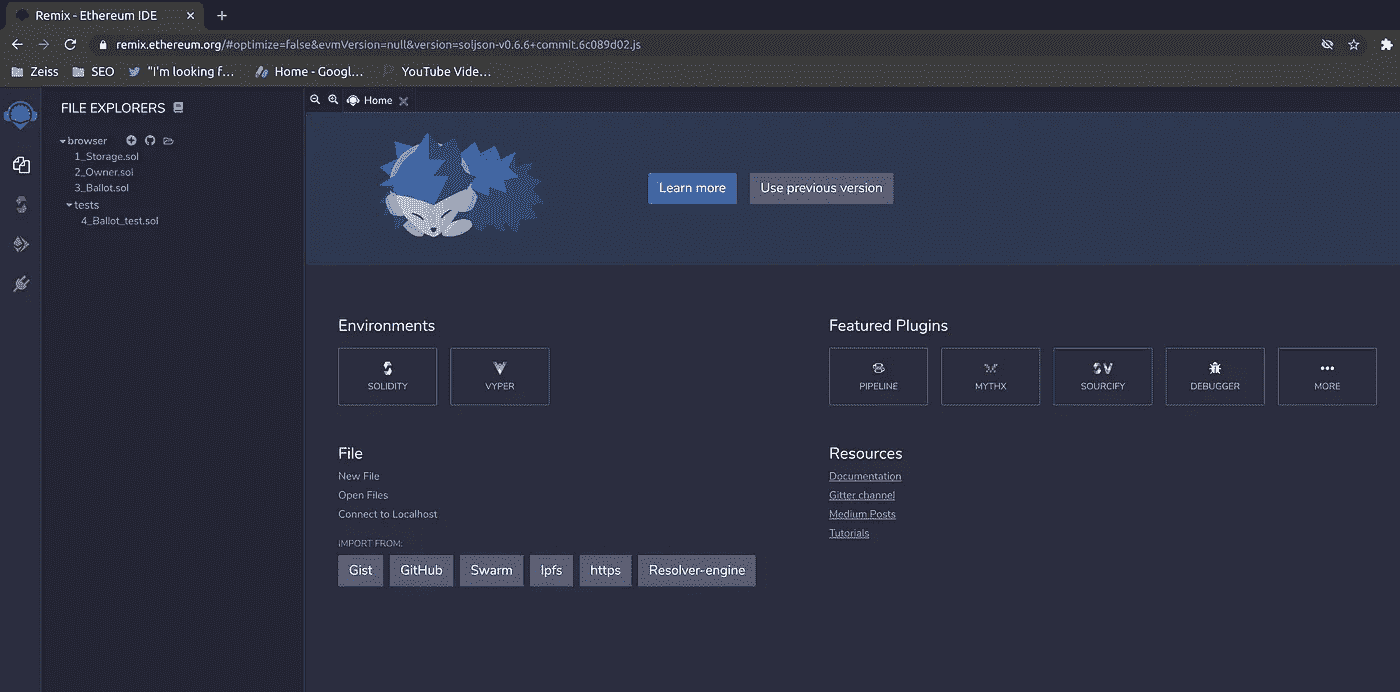 Remix - Ethereum IDE
remix.ethereum.org/#optimize=false&evmVersion=null&version=soljson-v0.6.6+commit.6c089d02.js
Zeiss SEO "I'm looking f... Home - Googl... YouTube Vide...
FILE EXPLORERS
browser
1_Storage.sol
2_Owner.sol
3_Ballot.sol
tests
4_Ballot_test.sol
Home
Learn more Use previous version
Environments
SOLIDITY VYPER
Featured Plugins
PIPELINE MYTHX SOURCIFY DEBUGGER MORE
File
New File
Open Files
Connect to Localhost
IMPORT FROM:
Gist GitHub Swarm Ipfs https Resolver-engine
Resources
Documentation
Gitter channel
Medium Posts
Tutorials